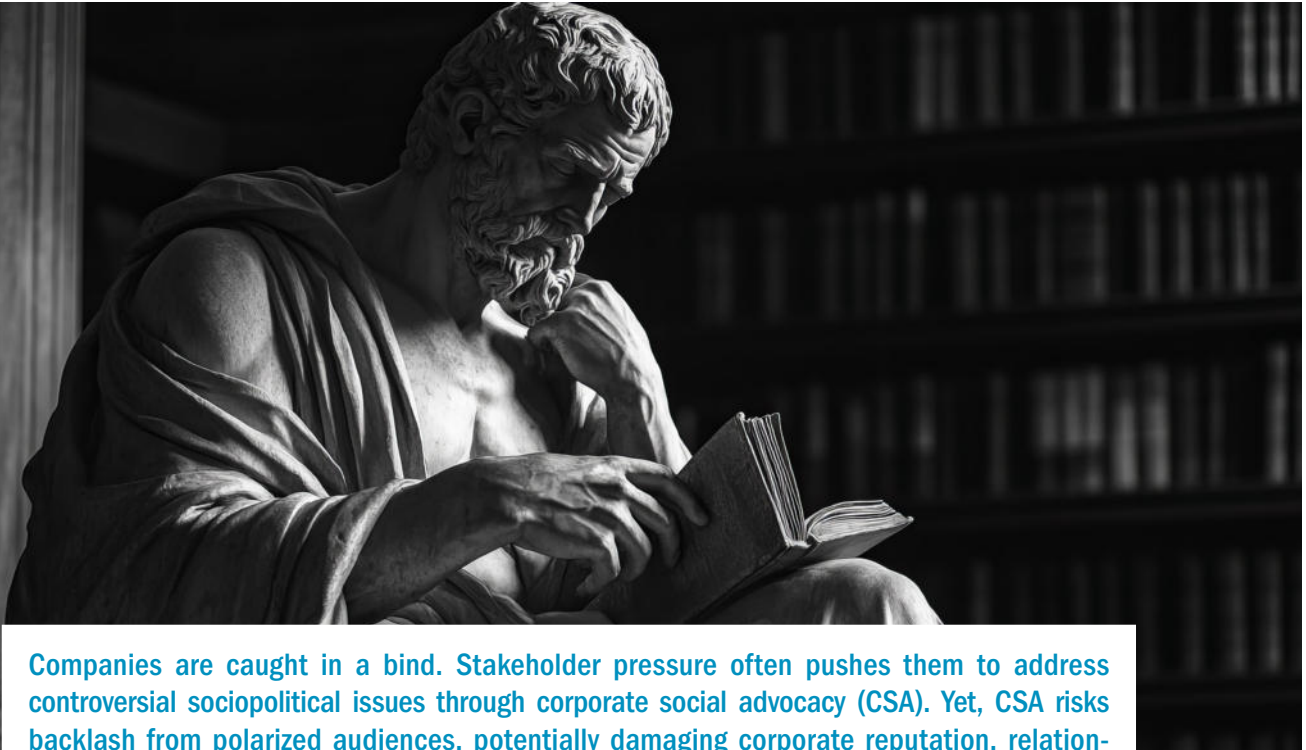 Companies are caught in a bind. Stakeholder pressure often pushes them to address
controversial sociopolitical issues through corporate social advocacy (CSA). Yet, CSA risks
backlash from polarized audiences, potentially damaging corporate reputation, relation-